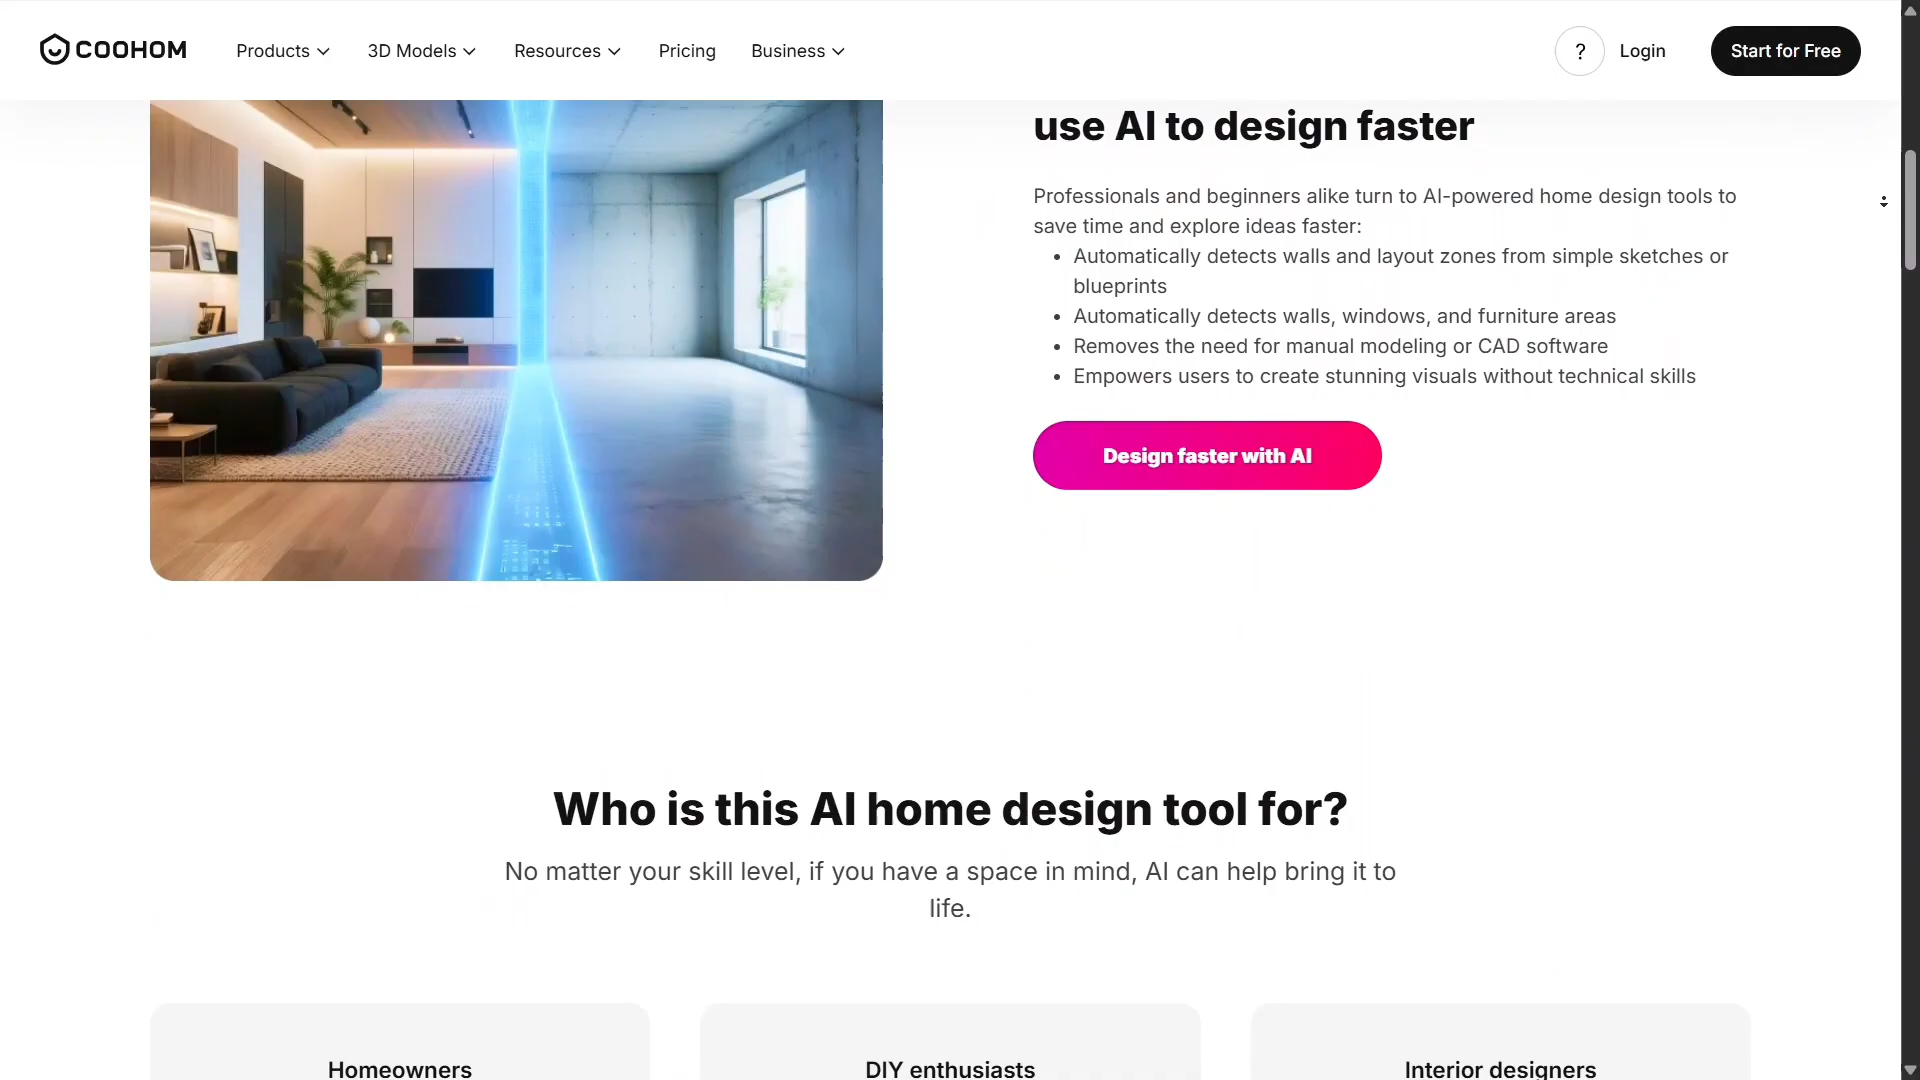 COOHOM
Products
3D Models
Resources
Pricing
Business
?
Login
Start for Free
use AI to design faster
Professionals and beginners alike turn to AI-powered home design tools to
save time and explore ideas faster:
• Automatically detects walls and layout zones from simple sketches or
blueprints
• Automatically detects walls, windows, and furniture areas
• Removes the need for manual modeling or CAD software
• Empowers users to create stunning visuals without technical skills
Design faster with AI
Who is this AI home design tool for?
No matter your skill level, if you have a space in mind, AI can help bring it to
life.
Homeowners
DIY enthusiasts
Interior designers